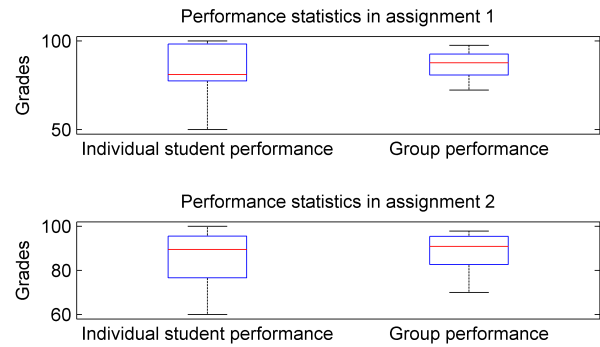 Performance statistics in assignment 1
Grades
100
50
Individual student performance
Group performance
Performance statistics in assignment 2
Grades
100
80
60
Individual student performance
Group performance